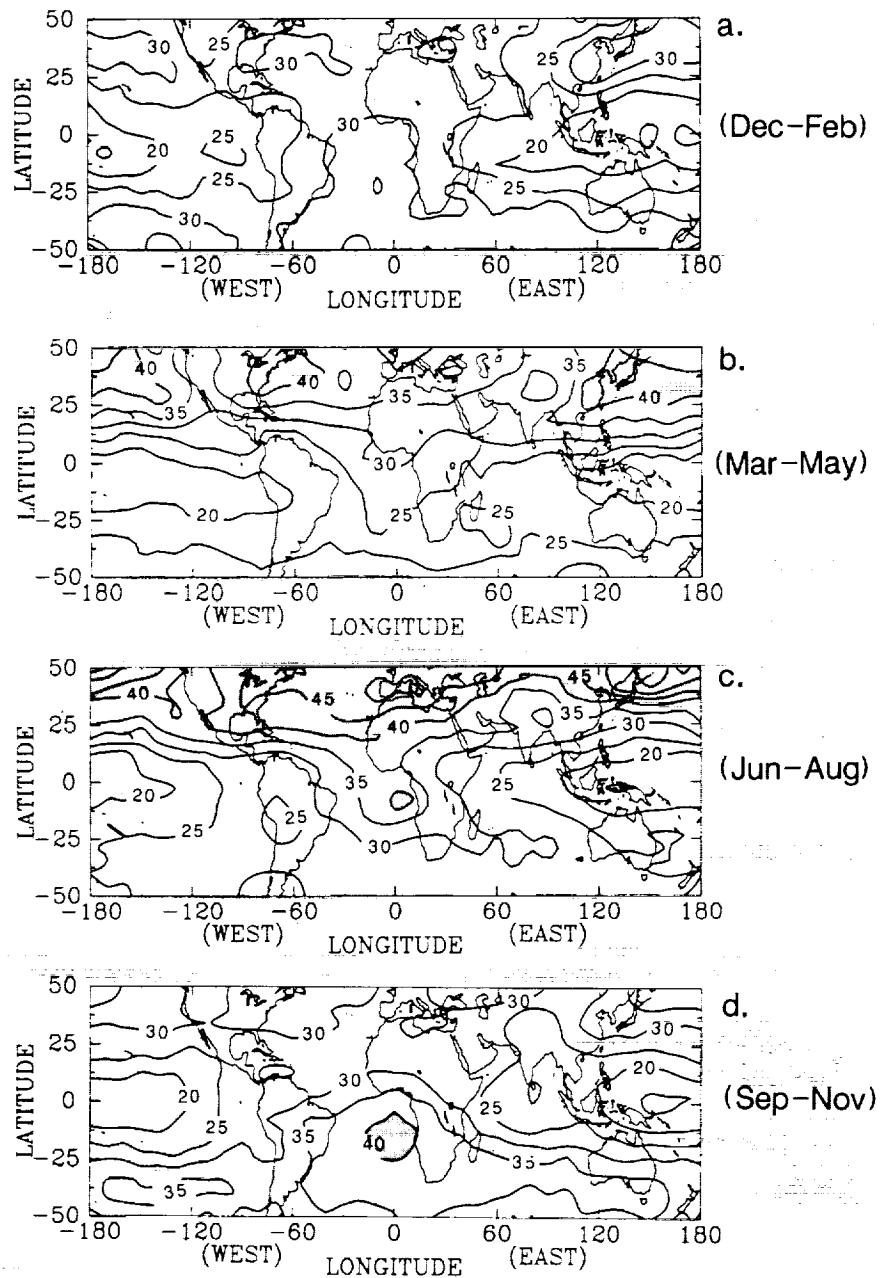 a.
50
25
0
-25
-50
LATITUDE
30 25 30 25 30
30
20 25 20
25 25
30
(Dec-Feb)
-180 -120 -60 0 60 120 180
(WEST) LONGITUDE (EAST)
b.
50
25
0
-25
-50
LATITUDE
40 40 35 35 40
35
30
20 25 25 20
25
(Mar-May)
-180 -120 -60 0 60 120 180
(WEST) LONGITUDE (EAST)
c.
50
25
0
-25
-50
LATITUDE
40 45 45
40 35
30
20
20 35 25
25 25
30
(Jun-Aug)
-180 -120 -60 0 60 120 180
(WEST) LONGITUDE (EAST)
d.
50
25
0
-25
-50
LATITUDE
30 30 30 30
20 30 20
25 25
35
40 35
35
(Sep-Nov)
-180 -120 -60 0 60 120 180
(WEST) LONGITUDE (EAST)